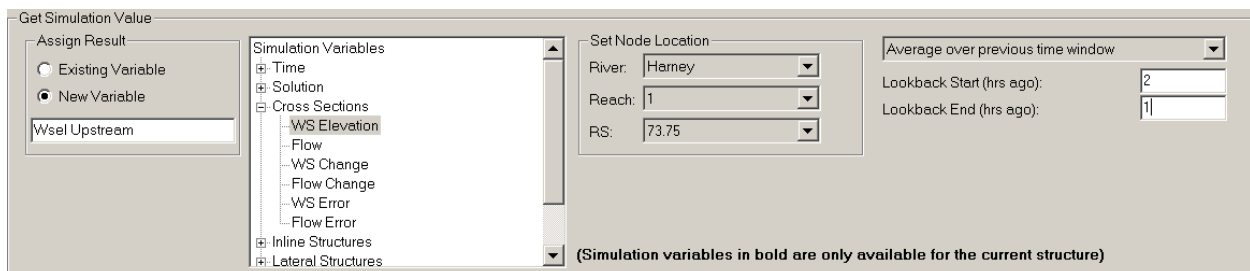 Get Simulation Value
Assign Result
Existing Variable
New Variable
Wsel Upstream
Simulation Variables
Time
Solution
Cross Sections
WS Elevation
Flow
WS Change
Flow Change
WS Error
Flow Error
Inline Structures
Lateral Structures
Set Node Location
River: Harney
Reach: 1
RS: 73.75
Average over previous time window
Lookback Start (hrs ago): 2
Lookback End (hrs ago): 1
(Simulation variables in bold are only available for the current structure)